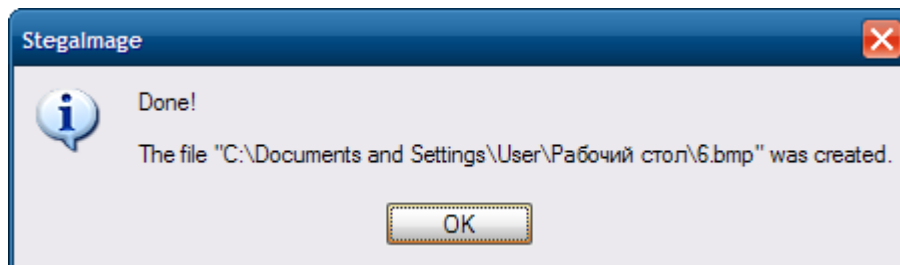 StegaImage
Done!
The file "C:\Documents and Settings\User\Рабочий стол\6.bmp" was created.
OK